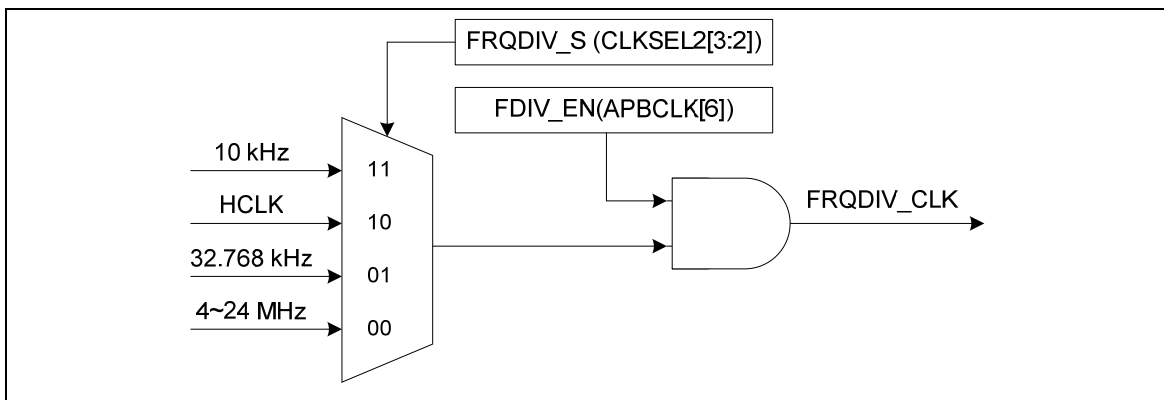 FRQDIV_S (CLKSEL2[3:2])
FDIV_EN(APBCLK[6])
10 kHz
11
HCLK
10
32.768 kHz
01
4~24 MHz
00
FRQDIV_CLK